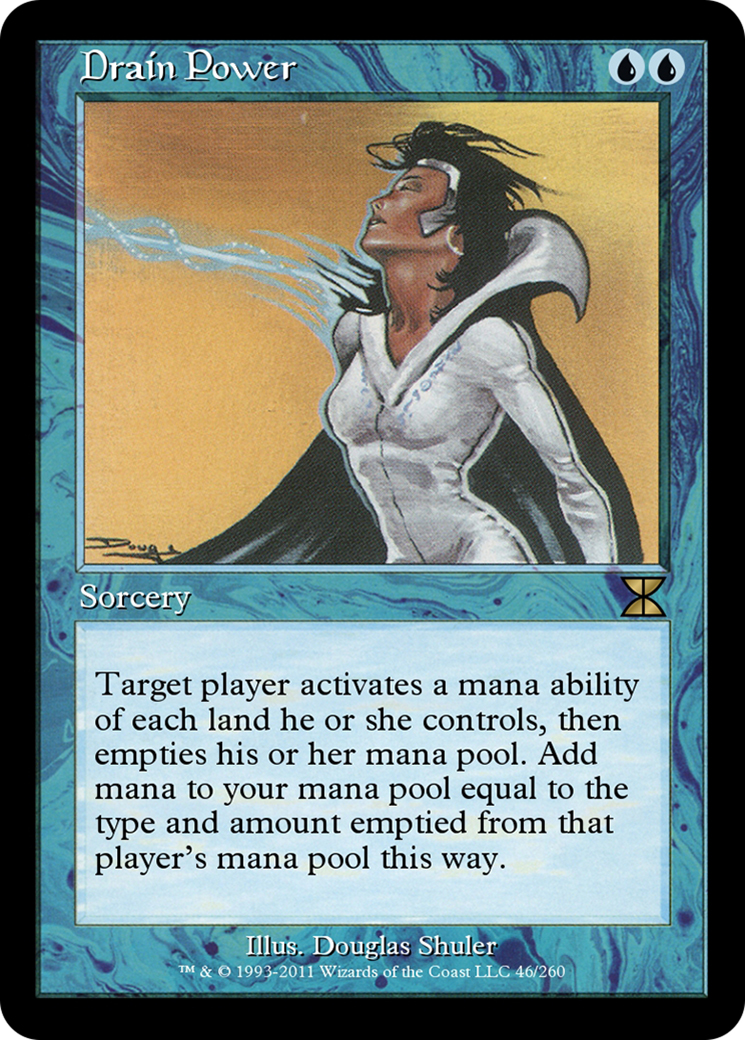 Drain Power
Douge
Sorcery
Target player activates a mana ability
of each land he or she controls, then
empties his or her mana pool. Add
mana to your mana pool equal to the
type and amount emptied from that
player's mana pool this way.
Illus. Douglas Shuler
™ & © 1993-2011 Wizards of the Coast LLC 46/260